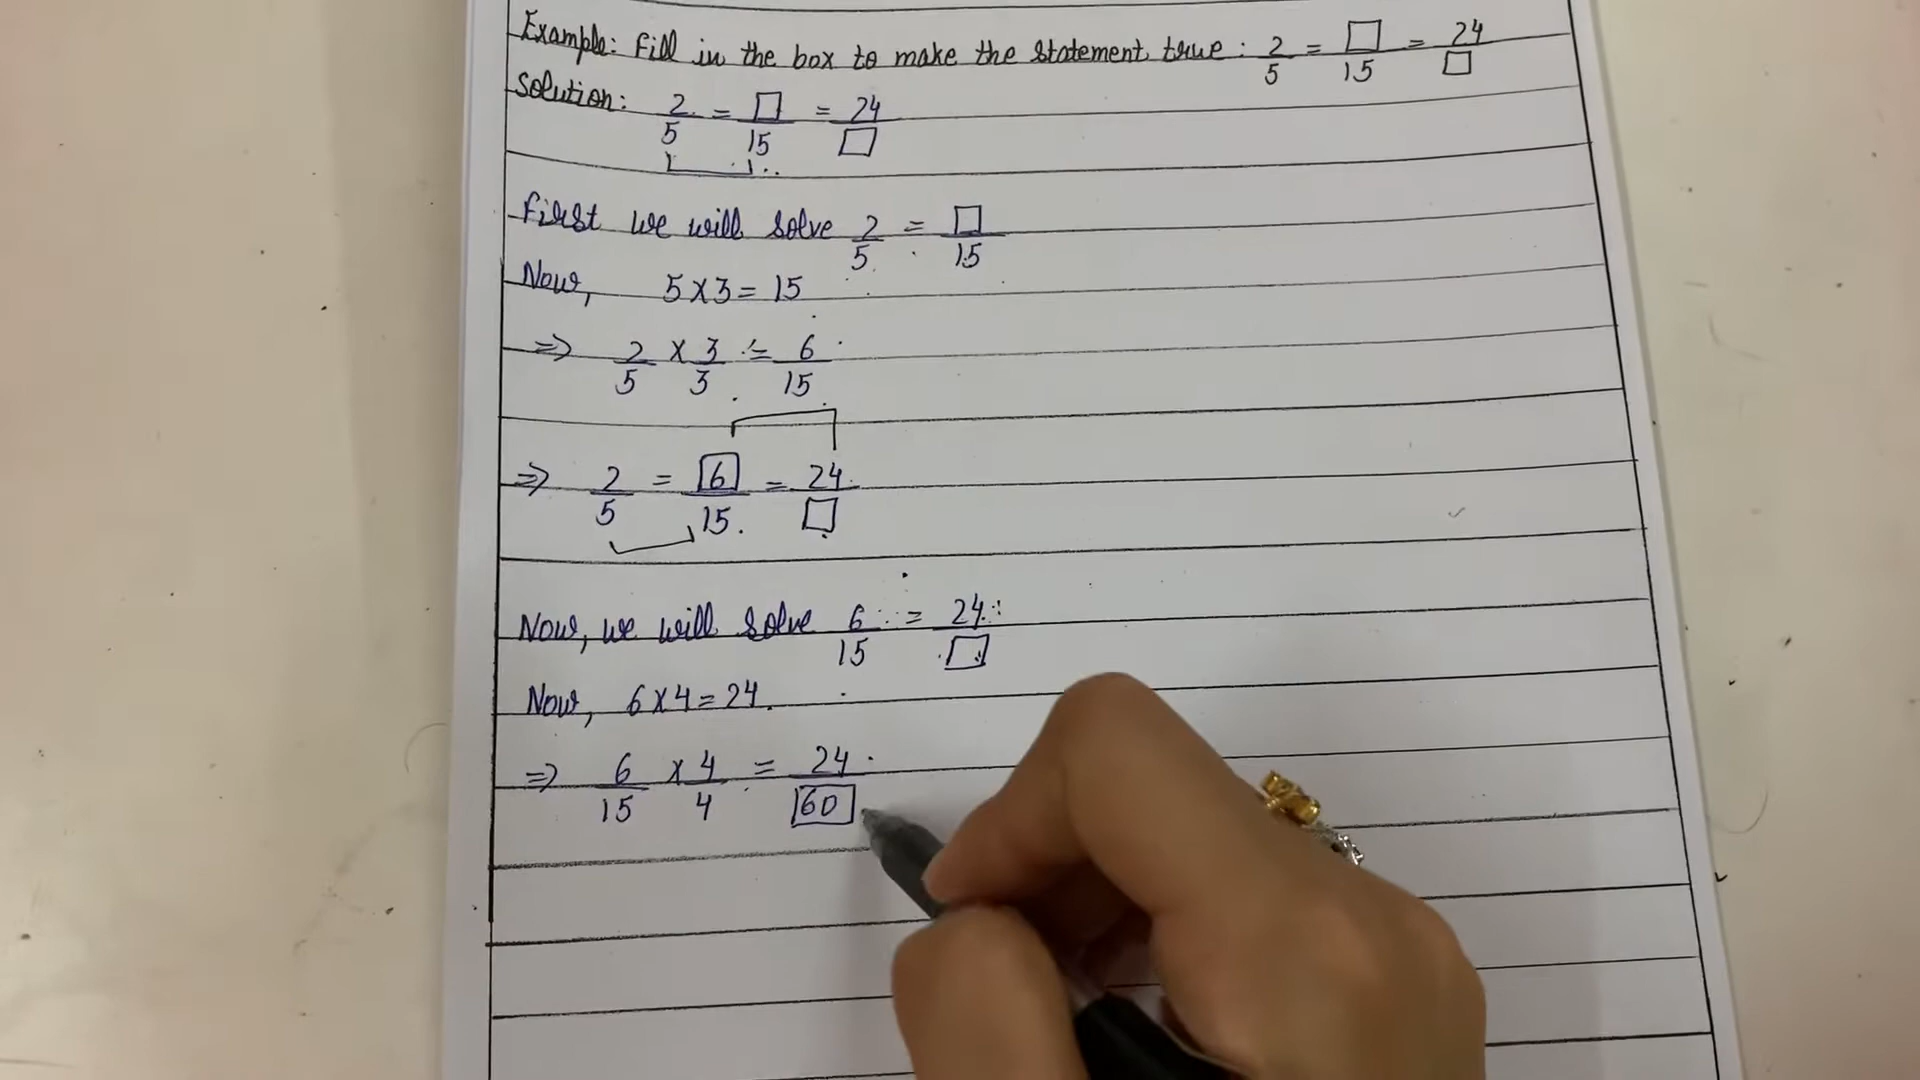 Example: Fill in the box to make the statement true: 2/5 = □/15 = 24/□
Solution: 2/5 = □/15 = 24/□
First we will solve 2/5 = □/15
Now, 5×3=15
⇒ 2/5 × 3/3 = 6/15
⇒ 2/5 = 6/15 = 24/□
Now, we will solve 6/15 = 24/□
Now, 6×4=24
⇒ 6/15 × 4/4 = 24/60